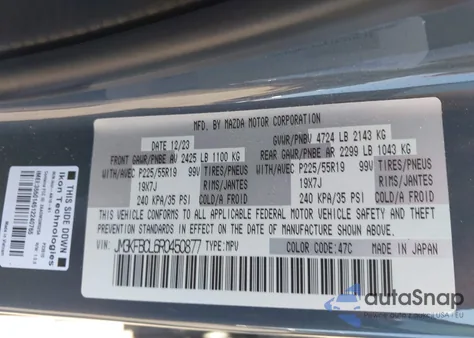 MFD. BY MAZDA MOTOR CORPORATION
DATE 12/23 GVWR/PNBV 4724 LB 2143 KG
FRONT GAWR/PNBE AV 2425 LB 1100 KG REAR GAWR/PNBE AR 2299 LB 1043 KG
WITH/AVEC P225/55R19 99V TIRES/PNEU WITH/AVEC P225/55R19 99V TIRES/PNEU
19X7J RIMS/JANTES 19X7J RIMS/JANTES
240 KPA/35 PSI COLD/A FROID 240 KPA/35 PSI COLD/A FROID
THIS VEHICLE CONFORMS TO ALL APPLICABLE FEDERAL MOTOR VEHICLE SAFETY,
BUMPER, AND THEFT PREVENTION STANDARDS IN EFFECT ON THE DATE OF MANUFACTURE SHOWN ABOVE.
VIN: JM3KFBCL6R0450877 TYPE: MPV COLOR CODE: 47C MADE IN JAPAN
THIS SIDE DOWN
Ikon Technologies
autoSnap